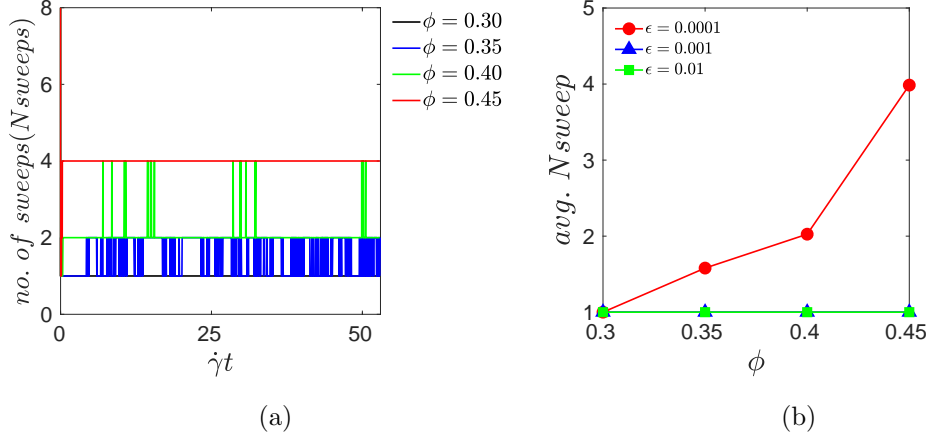 no. of sweeps(Nsweeps)
8
6
4
2
0
0
25
50
γ̇t
ϕ = 0.30
ϕ = 0.35
ϕ = 0.40
ϕ = 0.45
(a)
avg. Nsweep
5
4
3
2
1
0.3
0.35
0.4
0.45
ϕ
ϵ = 0.0001
ϵ = 0.001
ϵ = 0.01
(b)